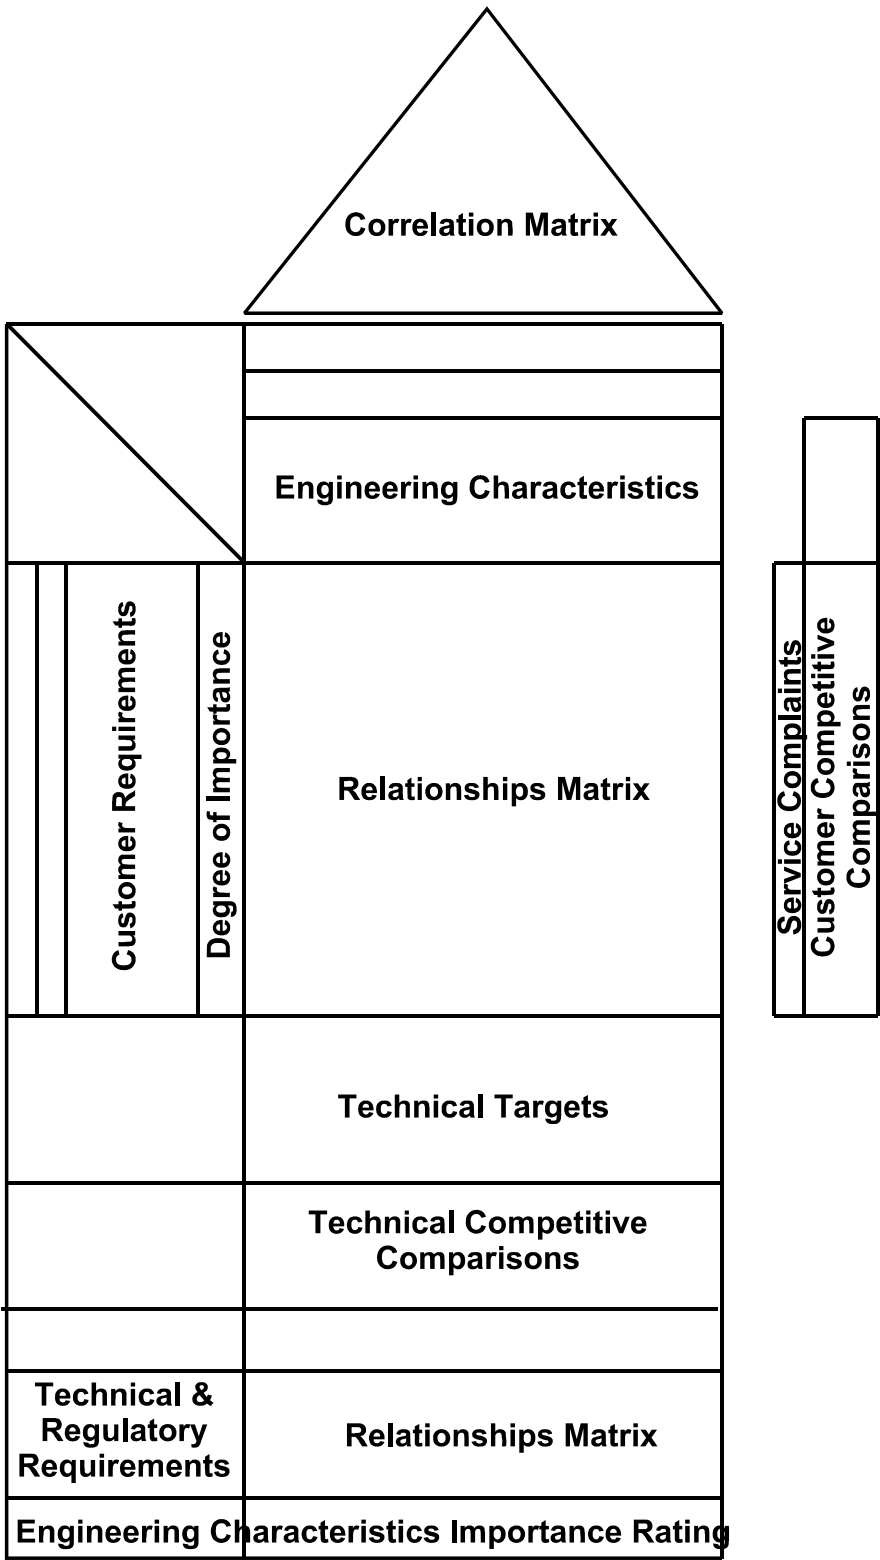 Correlation Matrix
Engineering Characteristics
Customer Requirements
Degree of Importance
Relationships Matrix
Service Complaints
Customer Competitive
Comparisons
Technical Targets
Technical Competitive
Comparisons
Technical &
Regulatory
Requirements
Relationships Matrix
Engineering Characteristics Importance Rating